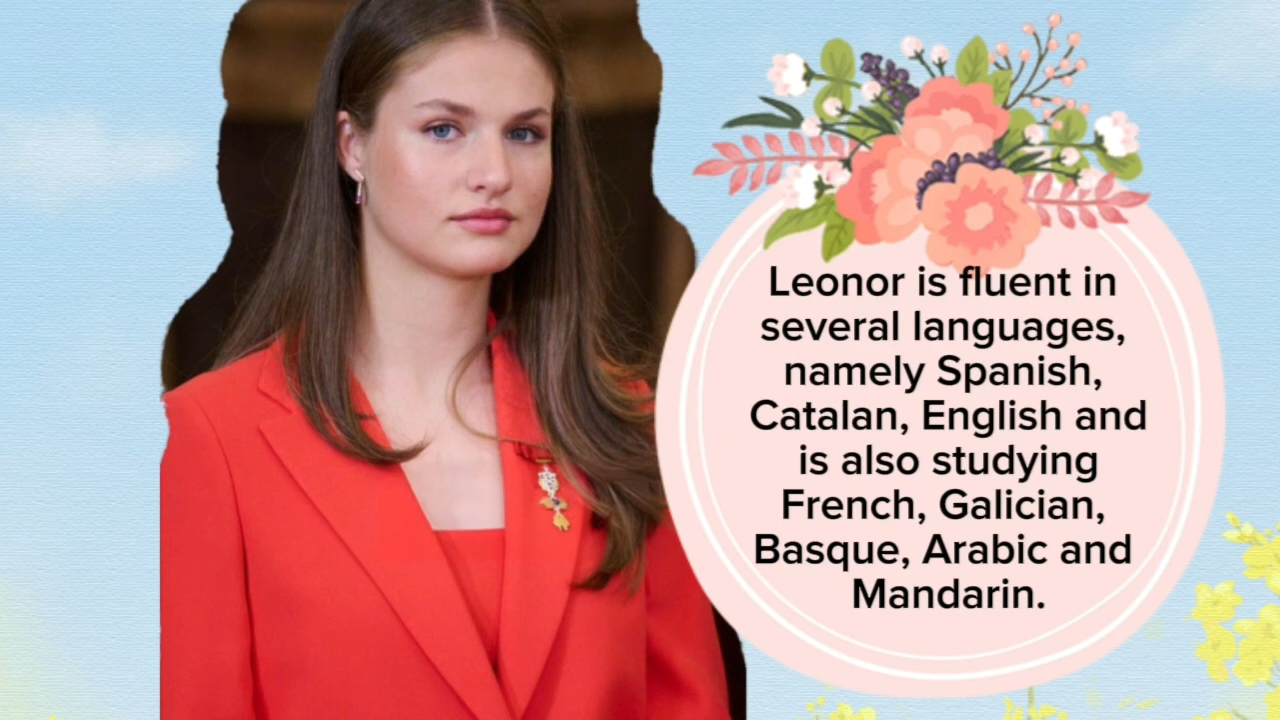 Leonor is fluent in
several languages,
namely Spanish,
Catalan, English and
is also studying
French, Galician,
Basque, Arabic and
Mandarin.